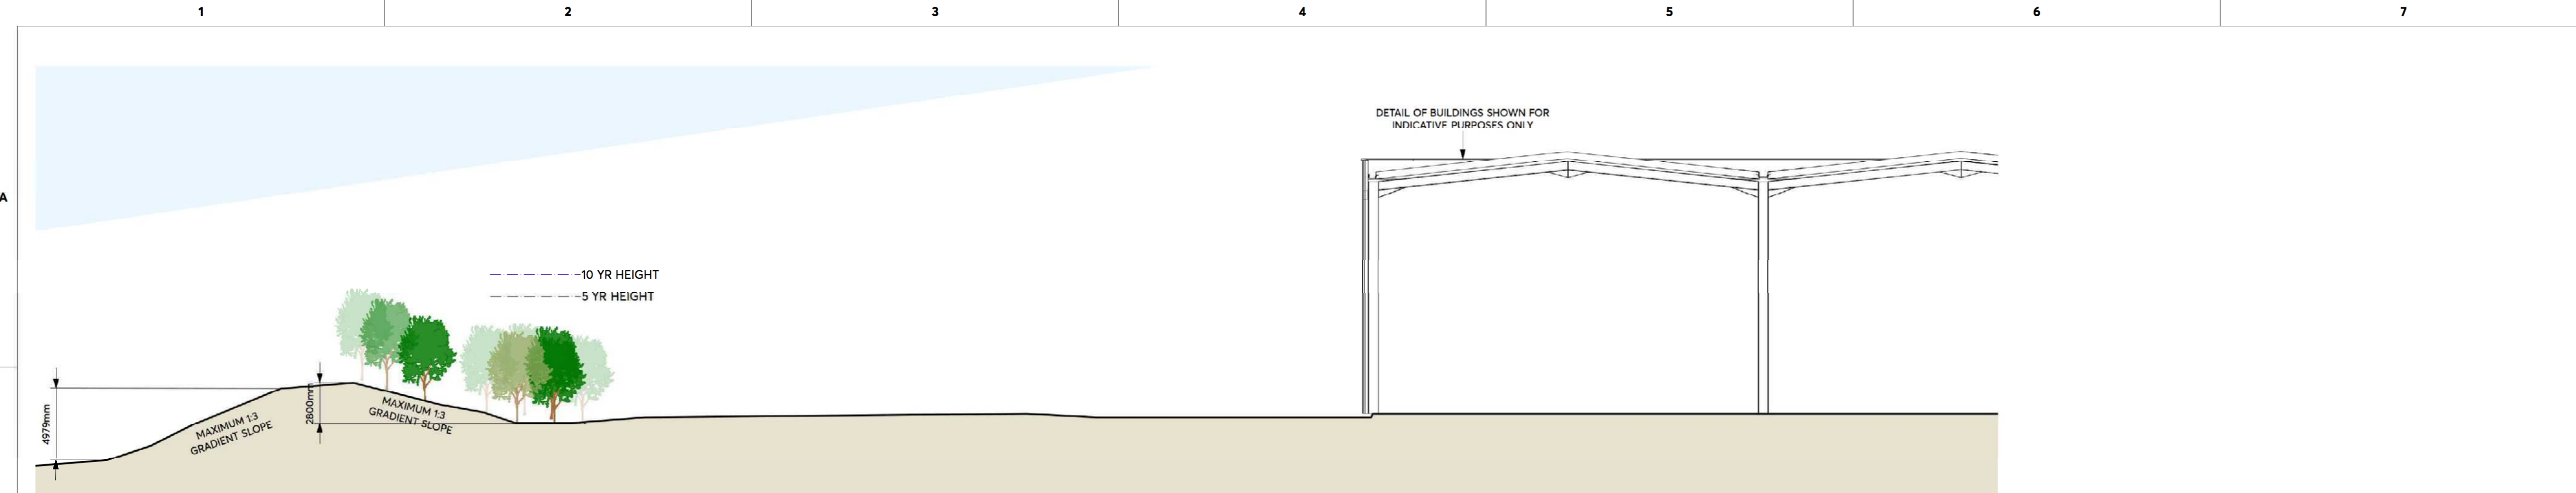 1 2 3 4 5 6 7
A
DETAIL OF BUILDINGS SHOWN FOR
INDICATIVE PURPOSES ONLY
10 YR HEIGHT
5 YR HEIGHT
4979mm
MAXIMUM 1:3
GRADIENT SLOPE
2800mm
MAXIMUM 1:3
GRADIENT SLOPE